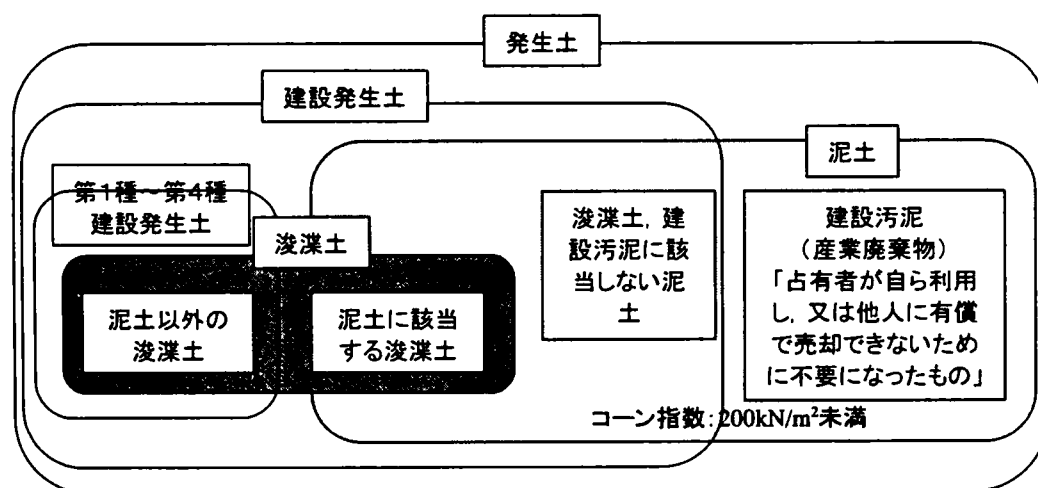 発生土
建設発生土
泥土
第1種～第4種
建設発生土
浚渫土
浚渫土, 建
設汚泥に該
当しない泥
土
建設汚泥
（産業廃棄物）
「占有者が自ら利用
し, 又は他人に有償
で売却できないため
に不要になったもの」
泥土以外の
浚渫土
泥土に該当
する浚渫土
コーン指数：200kN/m²未満